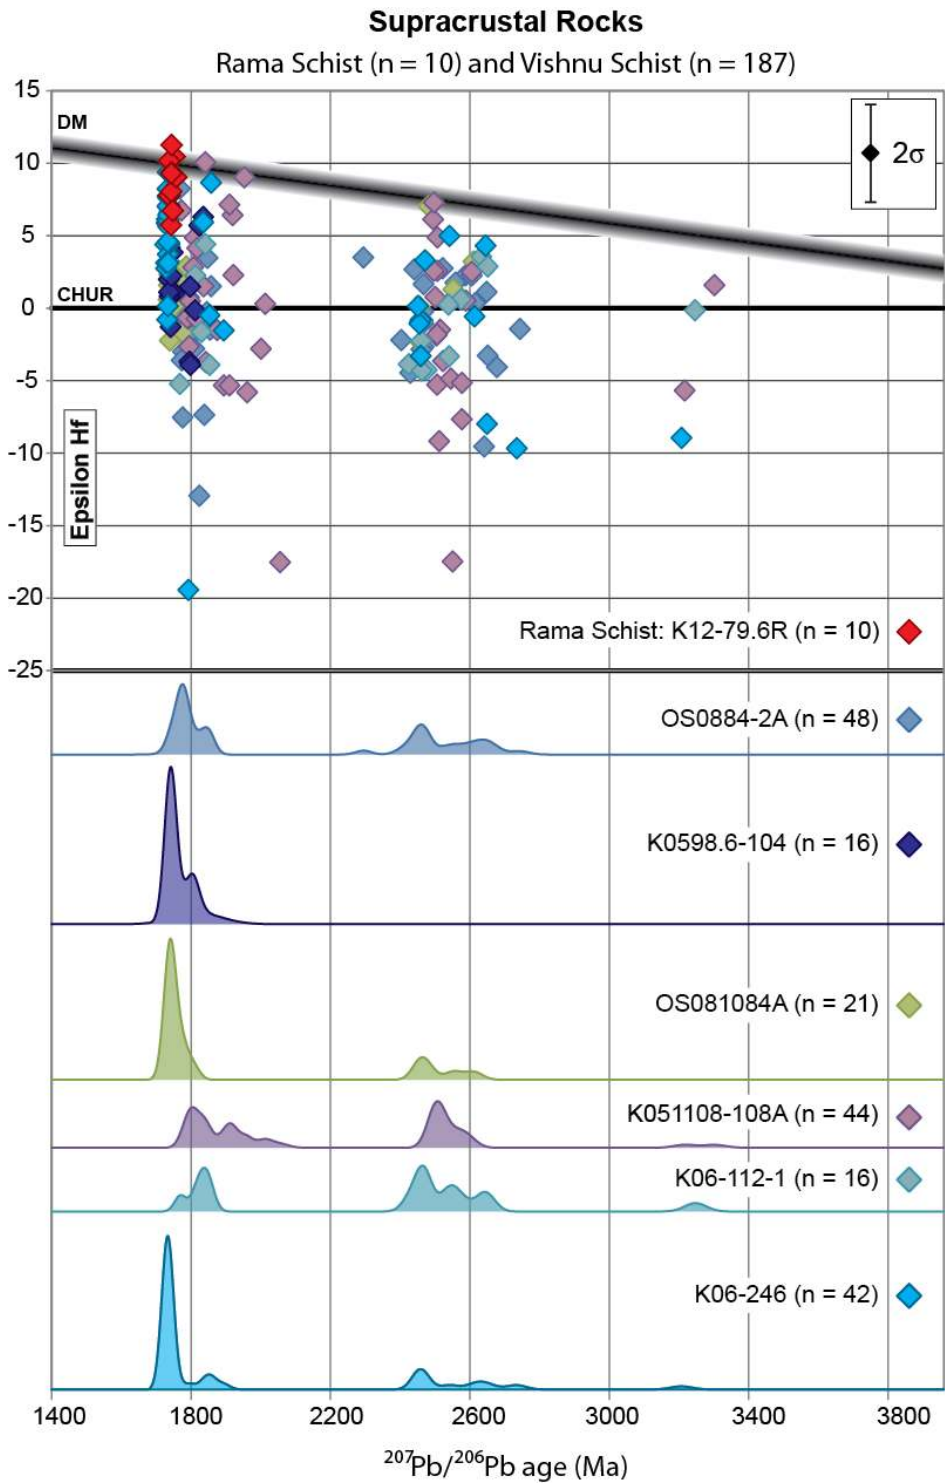 Supracrustal Rocks
Rama Schist (n = 10) and Vishnu Schist (n = 187)
15
DM
10
2σ
5
CHUR
0
-5
-10
Epsilon Hf
-15
-20
Rama Schist: K12-79.6R (n = 10)
-25
OS0884-2A (n = 48)
K0598.6-104 (n = 16)
OS081084A (n = 21)
K051108-108A (n = 44)
K06-112-1 (n = 16)
K06-246 (n = 42)
1400 1800 2200 2600 3000 3400 3800
²⁰⁷Pb/²⁰⁶Pb age (Ma)